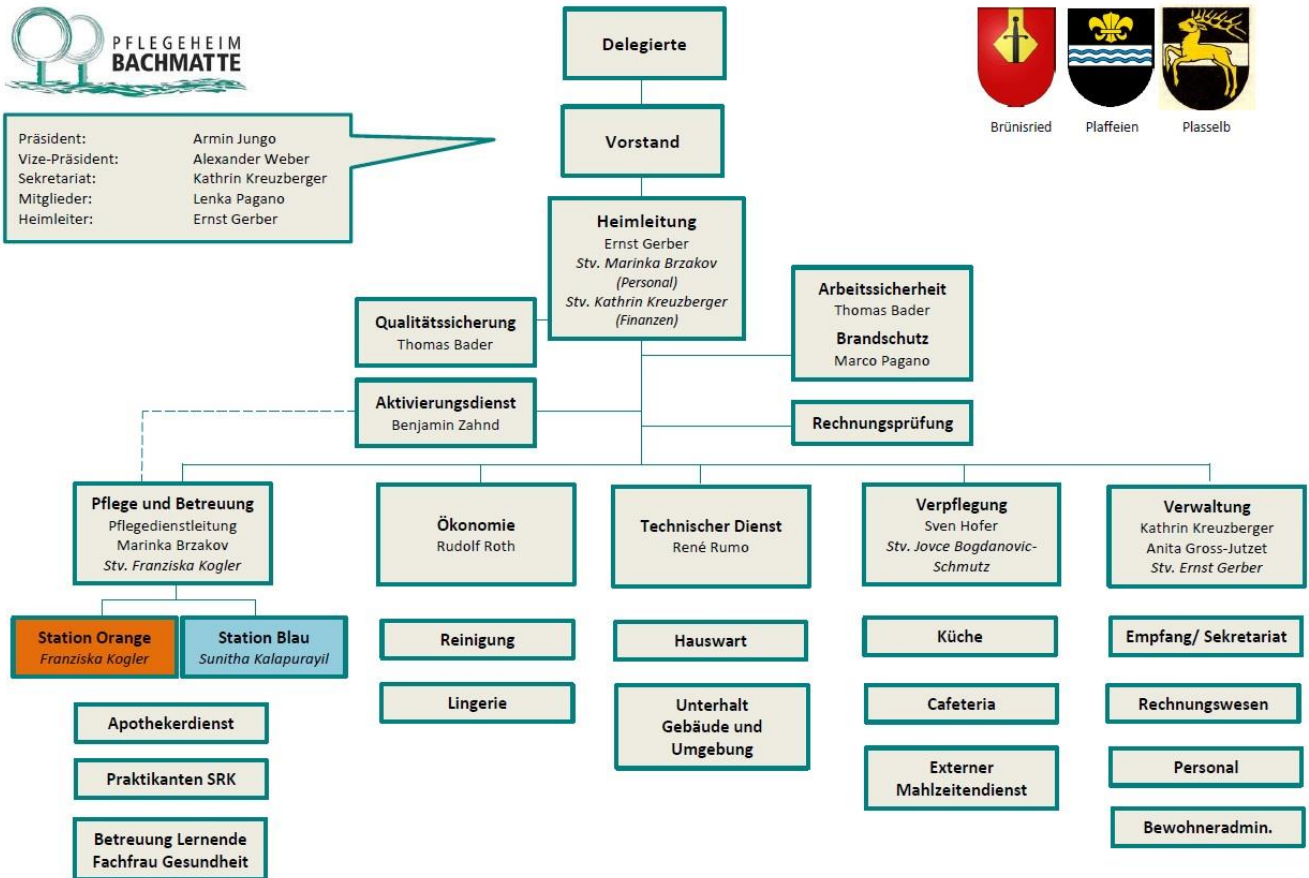 PFLEGEHEIM
BACHMATTE
Delegierte
Brünisried Plaffeien Plasselb
Präsident: Armin Jungo
Vize-Präsident: Alexander Weber
Sekretariat: Kathrin Kreuzberger
Mitglieder: Lenka Pagano
Heimleiter: Ernst Gerber
Vorstand
Heimleitung
Ernst Gerber
Stv. Marinka Brzakov
(Personal)
Stv. Kathrin Kreuzberger
(Finanzen)
Qualitätssicherung
Thomas Bader
Arbeitssicherheit
Thomas Bader
Brandschutz
Marco Pagano
Aktivierungsdienst
Benjamin Zahnd
Rechnungsprüfung
Pflege und Betreuung
Pflegedienstleitung
Marinka Brzakov
Stv. Franziska Kogler
Ökonomie
Rudolf Roth
Technischer Dienst
René Rumo
Verpflegung
Sven Hofer
Stv. Jovce Bogdanovic-
Schmutz
Verwaltung
Kathrin Kreuzberger
Anita Gross-Jutzet
Stv. Ernst Gerber
Station Orange
Franziska Kogler
Station Blau
Sunitha Kalapurayil
Apothekerdienst
Praktikanten SRK
Betreuung Lernende
Fachfrau Gesundheit
Reinigung
Lingerie
Hauswart
Unterhalt
Gebäude und
Umgebung
Küche
Cafeteria
Externer
Mahlzeitendienst
Empfang/ Sekretariat
Rechnungswesen
Personal
Bewohneradmin.